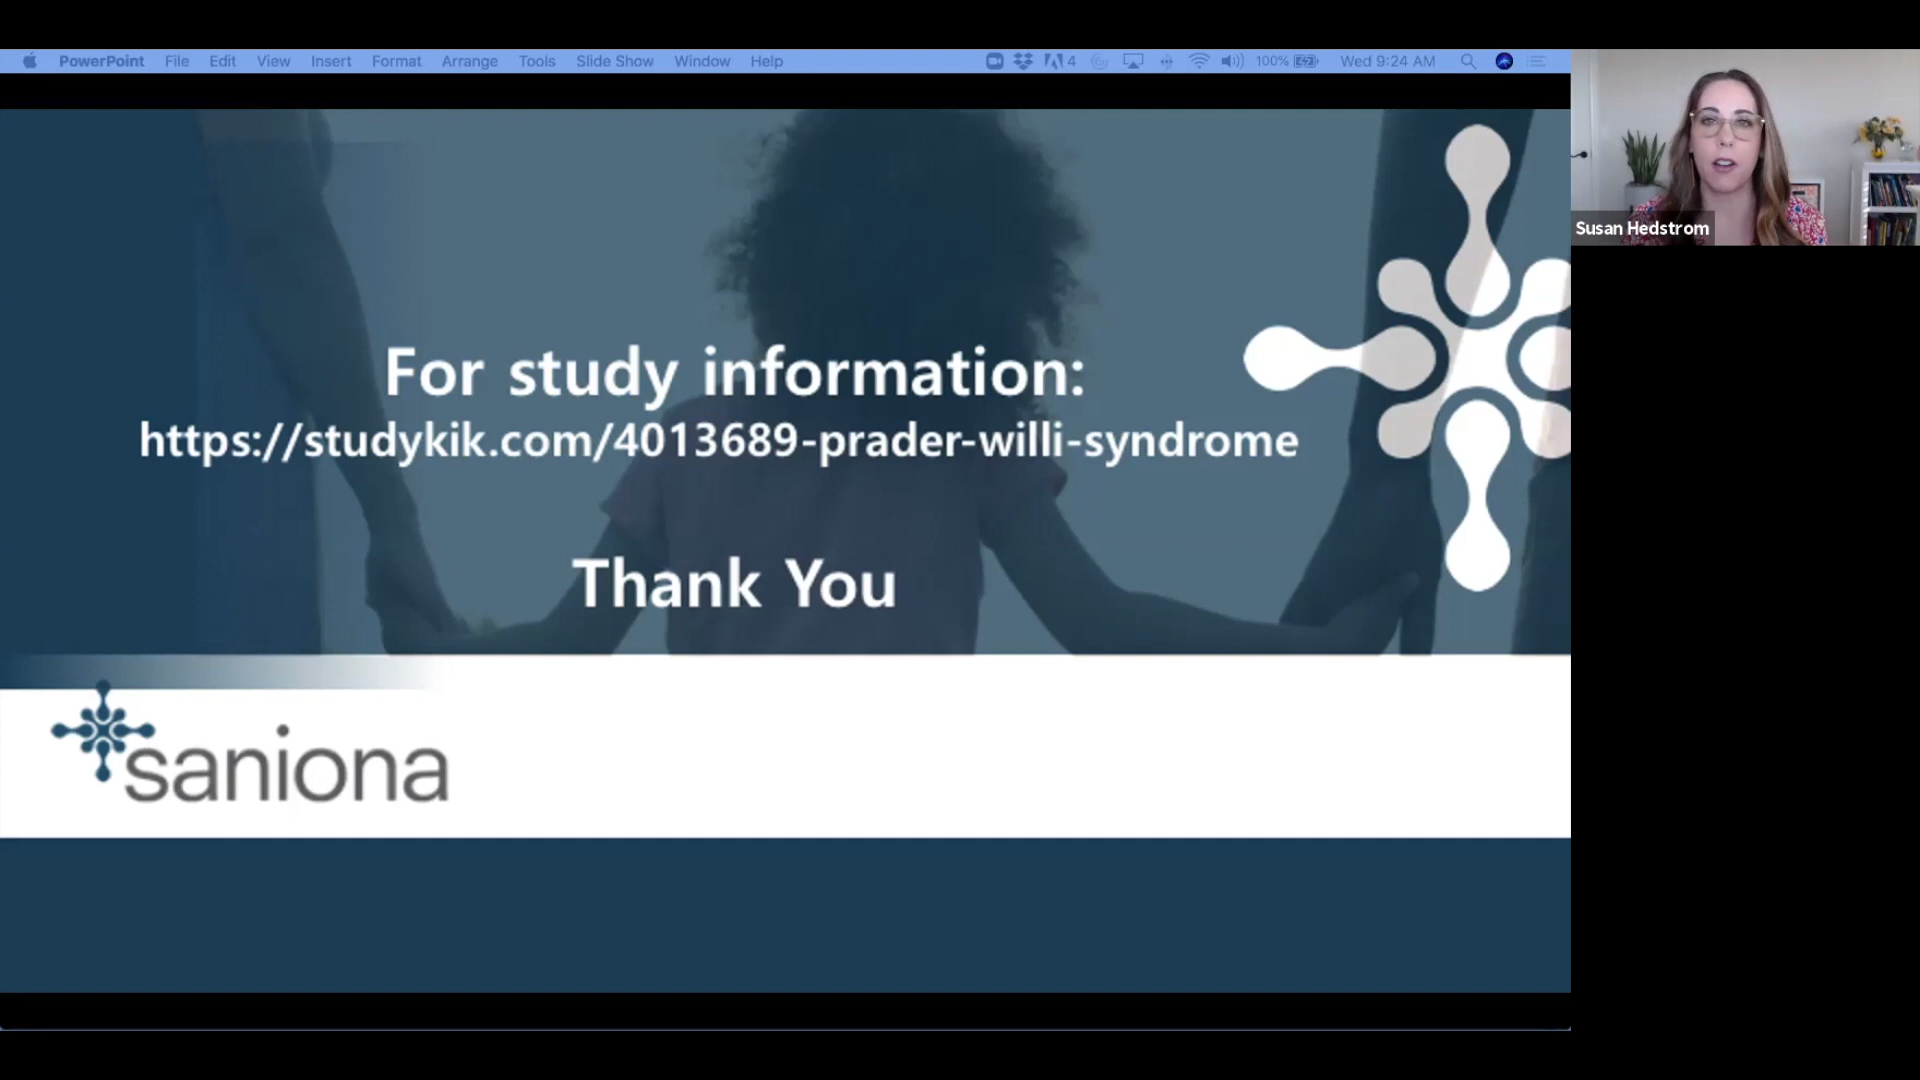 PowerPoint File Edit View Insert Format Arrange Tools Slide Show Window Help 4 100% Wed 9:24 AM
Susan Hedstrom
For study information:
https://studykik.com/4013689-prader-willi-syndrome
Thank You
saniona